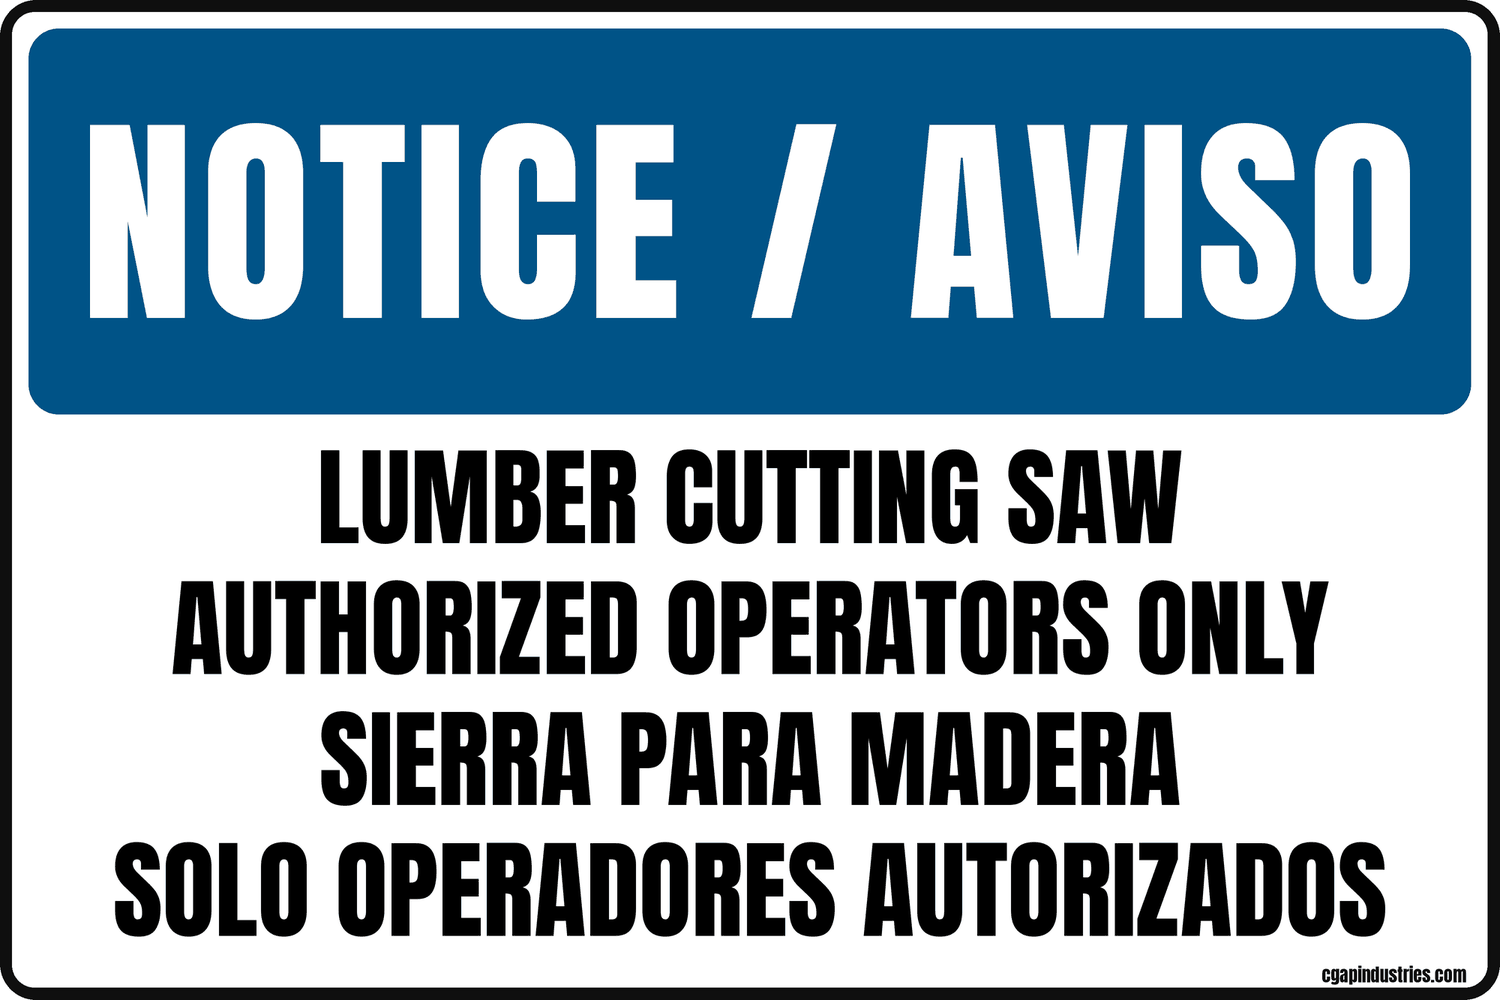 NOTICE / AVISO
LUMBER CUTTING SAW
AUTHORIZED OPERATORS ONLY
SIERRA PARA MADERA
SOLO OPERADORES AUTORIZADOS
cgapindustries.com